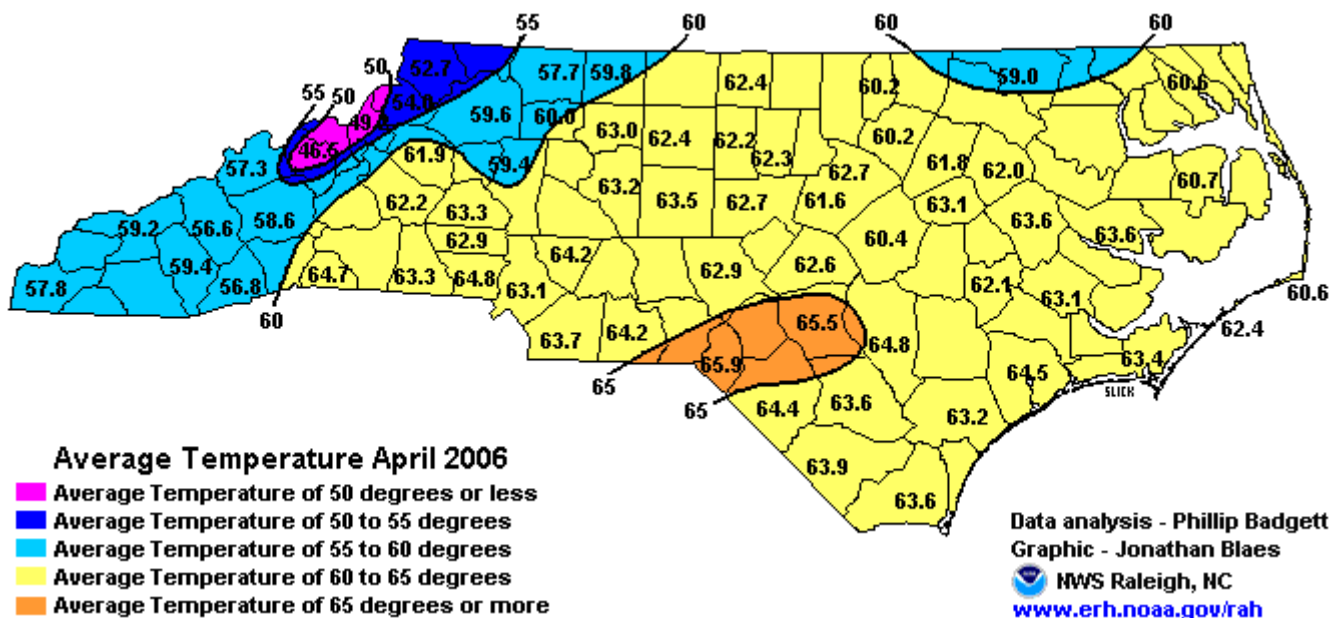 55 60 60 60
50
52.7 57.7 59.8 62.4 59.0 60.6
55 50 54.0 59.6 60.0 60.2
46.5 63.0 62.4 62.2 60.2
57.3 61.9 59.4 62.3 61.8 62.0
62.7
63.2 60.7
62.2 63.5 62.7 61.6 63.1
59.2 56.6 58.6 63.3 63.6 63.6
62.9 60.4
59.4 64.2 62.6
57.8 56.8 64.7 63.3 64.8 62.9 62.1 63.1 60.6
60 63.1
65.5 62.4
63.7 64.2 64.8
65.9 63.4
65 64.5
65 SLICK
64.4 63.6 63.2
63.9
63.6
Average Temperature April 2006
Average Temperature of 50 degrees or less
Average Temperature of 50 to 55 degrees
Average Temperature of 55 to 60 degrees
Average Temperature of 60 to 65 degrees
Average Temperature of 65 degrees or more
Data analysis - Phillip Badgett
Graphic - Jonathan Blaes
NWS Raleigh, NC
www.erh.noaa.gov/rah